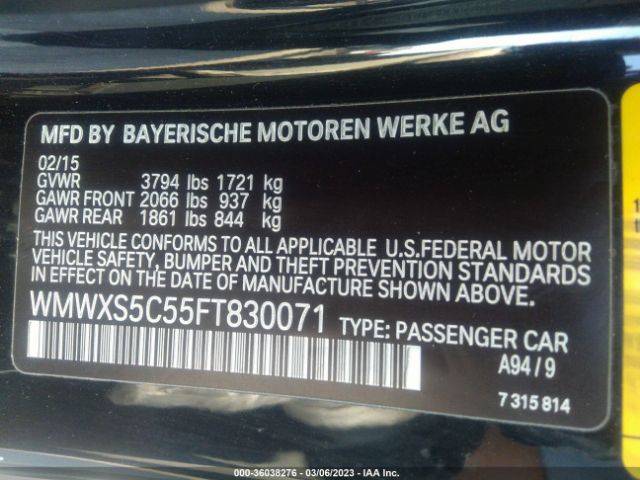 MFD BY BAYERISCHE MOTOREN WERKE AG
02/15
GVWR 3794 lbs 1721 kg
GAWR FRONT 2066 lbs 937 kg
GAWR REAR 1861 lbs 844 kg
THIS VEHICLE CONFORMS TO ALL APPLICABLE U.S.FEDERAL MOTOR
VEHICLE SAFETY, BUMPER AND THEFT PREVENTION STANDARDS
IN EFFECT ON THE DATE OF MANUFACTURE SHOWN ABOVE.
WMWXS5C55FT830071 TYPE: PASSENGER CAR
A94 / 9
7 315 814
000-36038276 - 03/06/2023 - IAA Inc.